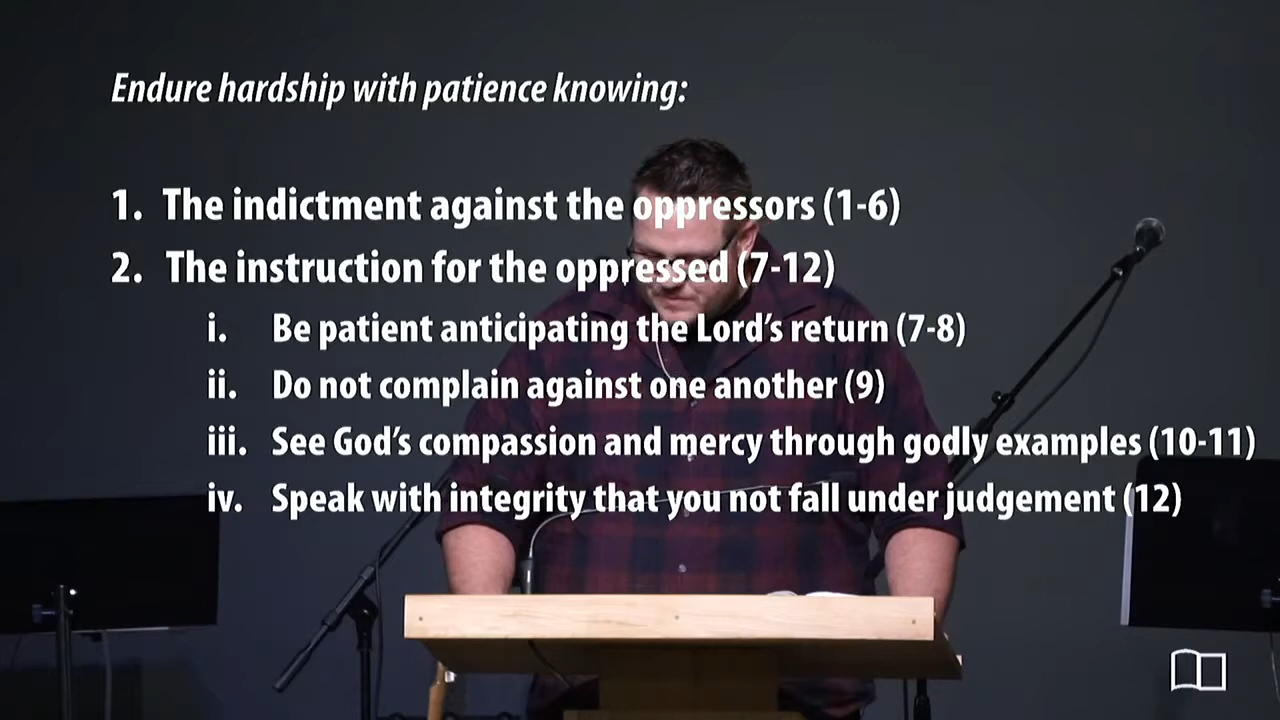 Endure hardship with patience knowing:
1. The indictment against the oppressors (1-6)
2. The instruction for the oppressed (7-12)
i. Be patient anticipating the Lord’s return (7-8)
ii. Do not complain against one another (9)
iii. See God’s compassion and mercy through godly examples (10-11)
iv. Speak with integrity that you not fall under judgement (12)